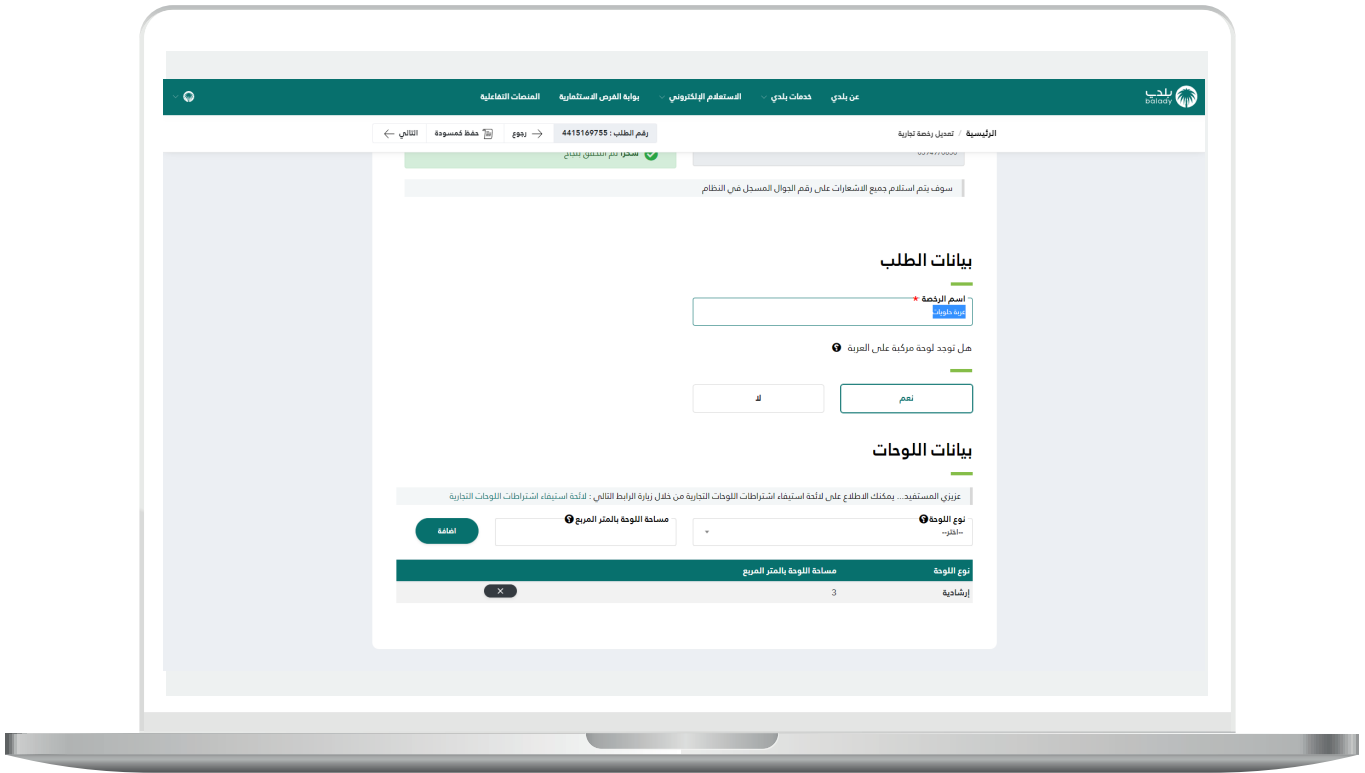 بلدي
balady
عن بلدي
خدمات بلدي
الاستعلام الإلكتروني
بوابة الفرص الاستثمارية
المنصات التفاعلية
الرئيسية / تعديل رخصة تجارية
رقم الطلب : 4415169755
رجوع
حفظ كمسودة
التالي
شكرا تم التحقق بنجاح
سوف يتم استلام جميع الاشعارات على رقم الجوال المسجل في النظام
بيانات الطلب
اسم الرخصة *
عربة حلويات
هل توجد لوحة مركبة على العربة
نعم
لا
بيانات اللوحات
عزيزي المستفيد... يمكنك الاطلاع على لائحة استيفاء اشتراطات اللوحات التجارية من خلال زيارة الرابط التالي : لائحة استيفاء اشتراطات اللوحات التجارية
نوع اللوحة
--اختر--
مساحة اللوحة بالمتر المربع
اضافة
نوع اللوحة مساحة اللوحة بالمتر المربع
إرشادية 3